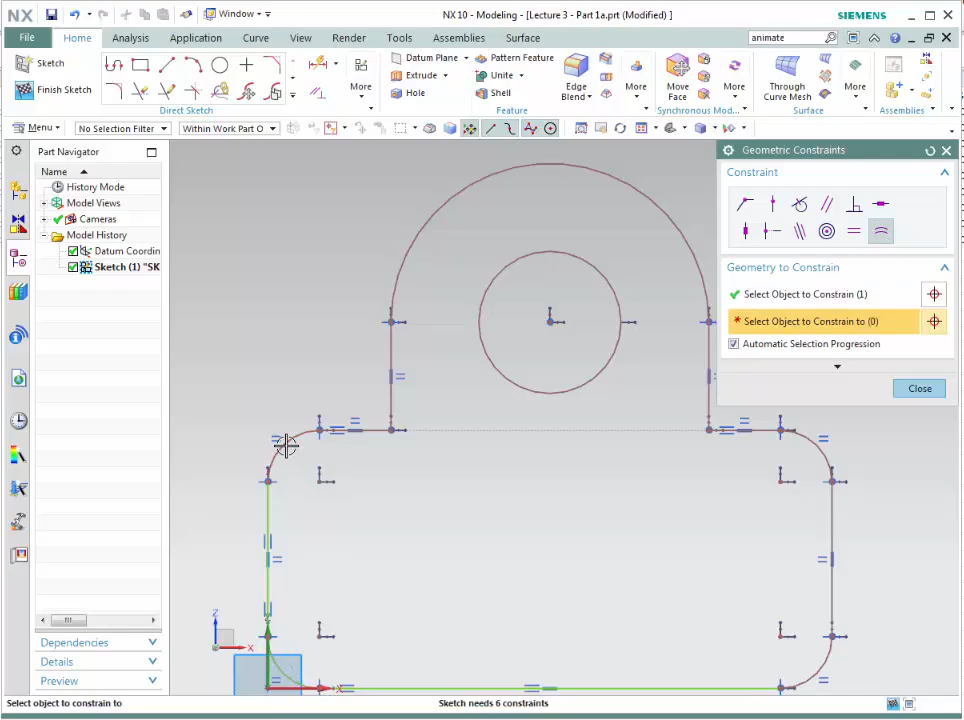 NX
Window
NX 10 - Modeling - [Lecture 3 - Part 1a.prt (Modified) ]
SIEMENS
File
Home
Analysis
Application
Curve
View
Render
Tools
Assemblies
Surface
animate
Sketch
Finish Sketch
Direct Sketch
More
Datum Plane
Extrude
Hole
Pattern Feature
Unite
Shell
Edge
Blend
More
Feature
Move
Face
More
Synchronous Mod...
Through
Curve Mesh
More
Surface
Assemblies
Menu
No Selection Filter
Within Work Part O
Part Navigator
Name
History Mode
Model Views
Cameras
Model History
Datum Coordin
Sketch (1) "SK
Dependencies
Details
Preview
Geometric Constraints
Constraint
Geometry to Constrain
Select Object to Constrain (1)
* Select Object to Constrain to (0)
Automatic Selection Progression
Close
Z
X
X
Select object to constrain to
Sketch needs 6 constraints